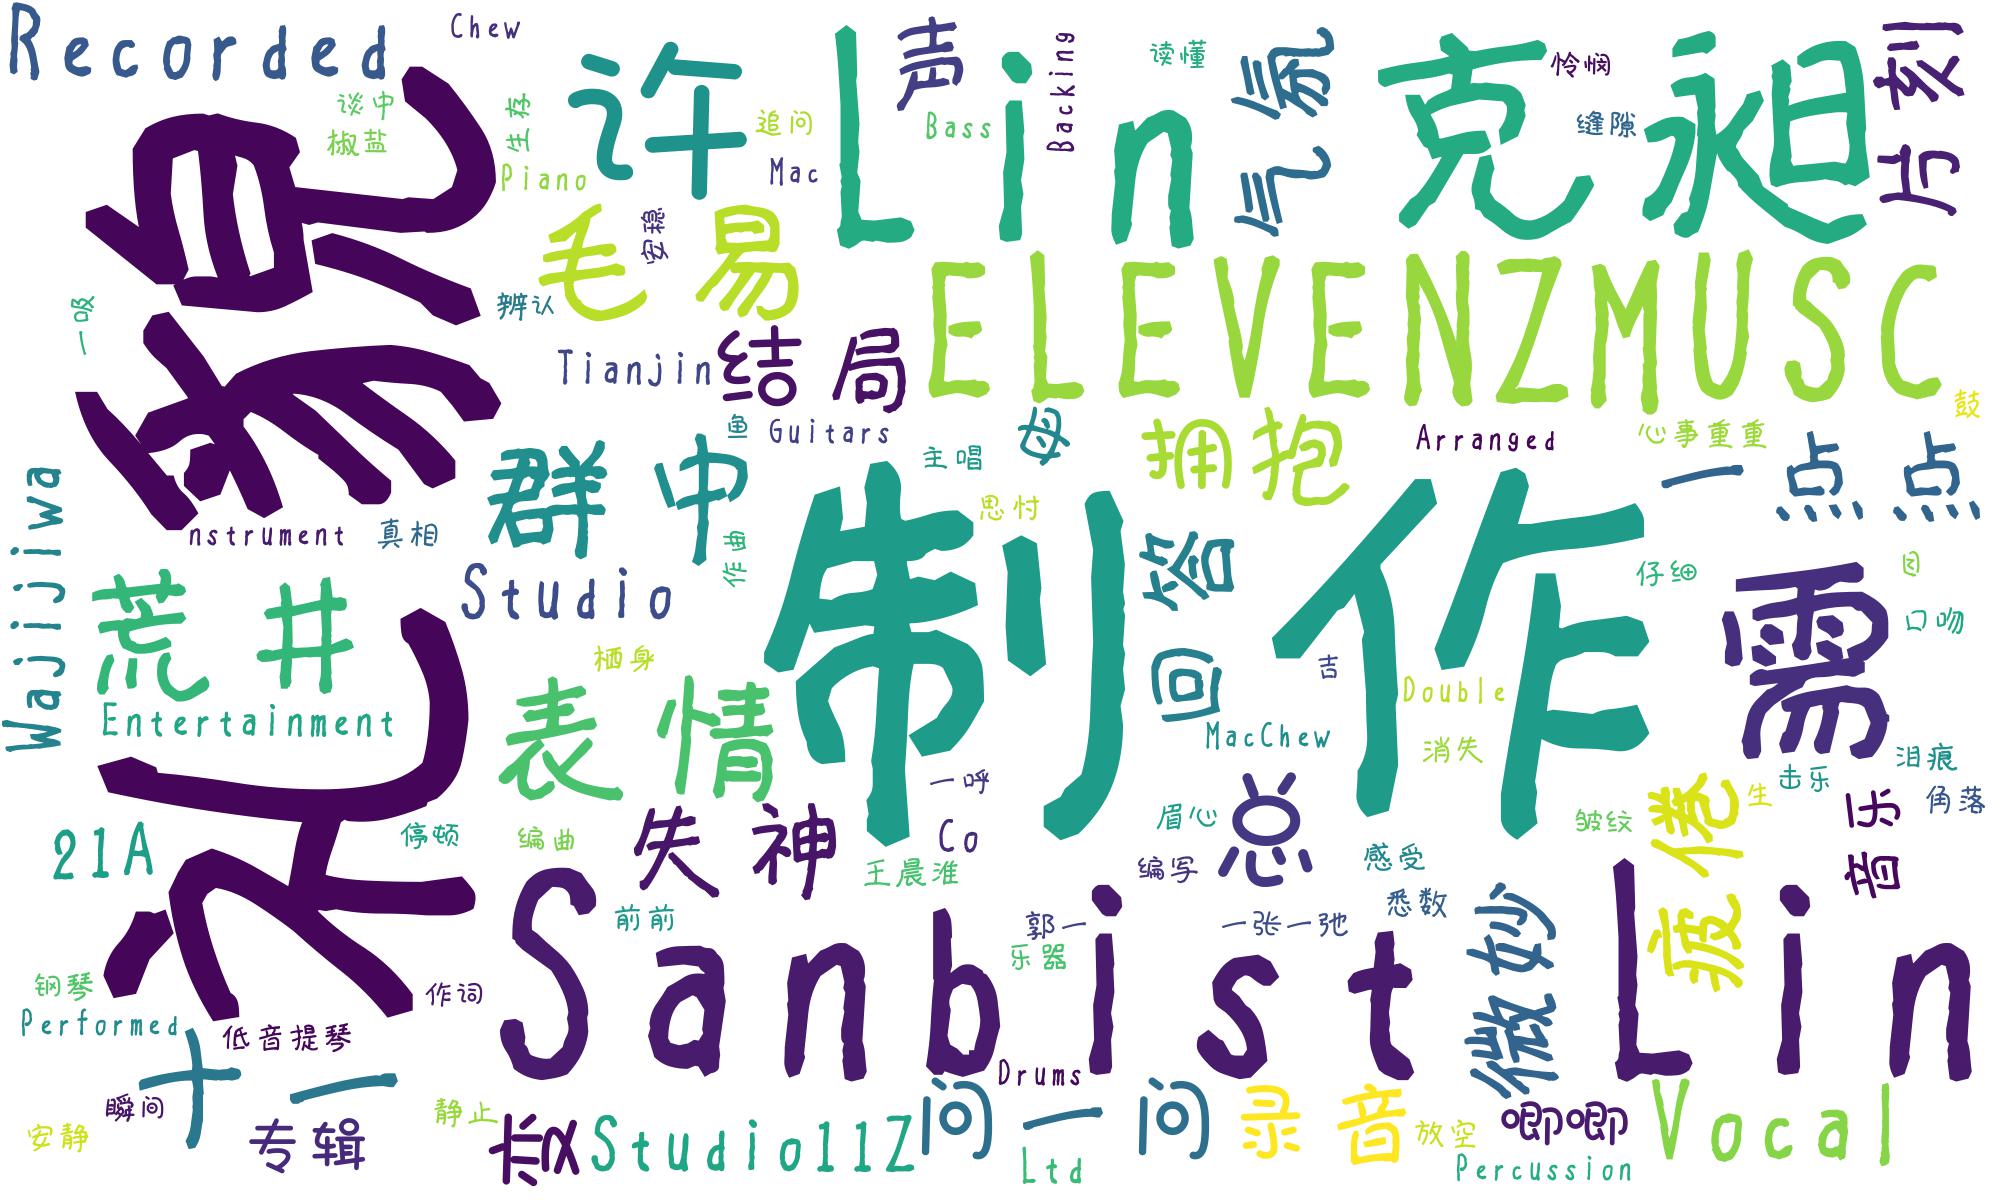 Recorded
Chew
许
Lin
声
Backing
读懂
氛
气
克
昶
怜悯
缝隙
片刻
谈中
椒盐
生存
追问
Bass
Piano
Mac
毛 易
安稳
辨认
一吸
ELEVENZMUSC
Tianjin
结局
鱼
Guitars
主唱
母
拥抱
Arranged
心事重重
鼓
一点点
群中
思忖
nstrument
真相
作曲
制作
回答
仔细
口吻
Wajijiwa
Studio
荒井
栖身
需
吉
Double
Entertainment
表情
MacChew
消失
泪痕
击乐
生
角落
一呼
21A
停顿
编曲
失神
Co
眉心
总
皱纹
疲倦
音乐
王晨淮
编写
感受
前前
郭一
一张一弛
悉数
Sanbist
Lin
乐器
微妙
钢琴
作词
Performed
低音提琴
Drums
十一
瞬间
安静
专辑
静止
Studio11Z
问一问
Ltd
录音
放空
唧唧
Percussion
Vocal